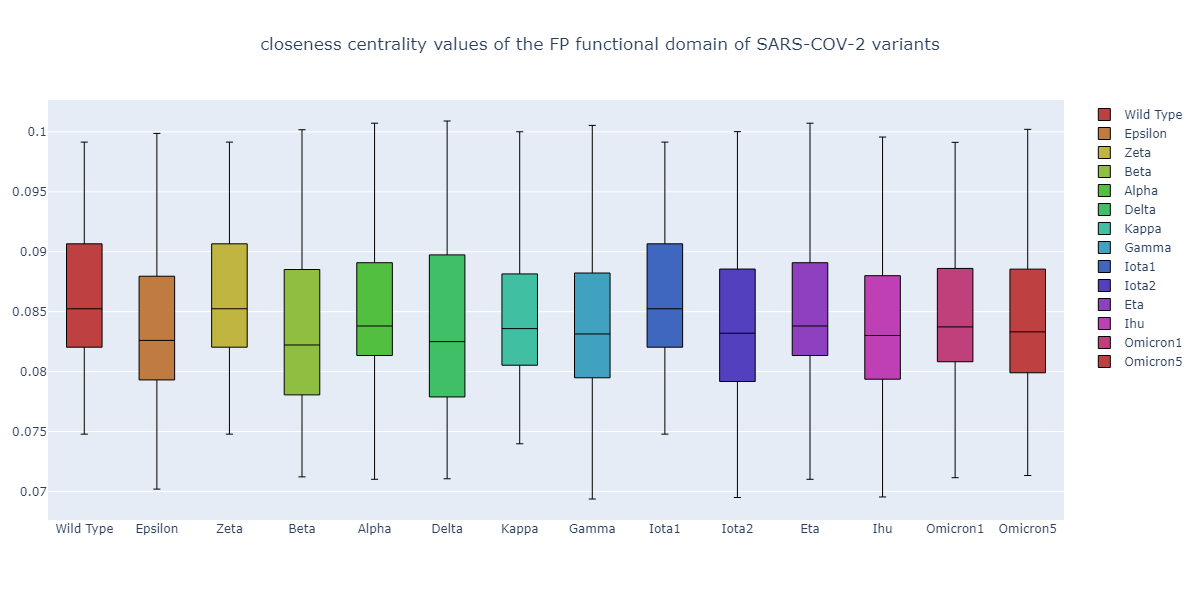 closeness centrality values of the FP functional domain of SARS-COV-2 variants
0.1
0.095
0.09
0.085
0.08
0.075
0.07
Wild Type Epsilon Zeta Beta Alpha Delta Kappa Gamma Iota1 Iota2 Eta Ihu Omicron1 Omicron5
Wild Type
Epsilon
Zeta
Beta
Alpha
Delta
Kappa
Gamma
Iota1
Iota2
Eta
Ihu
Omicron1
Omicron5